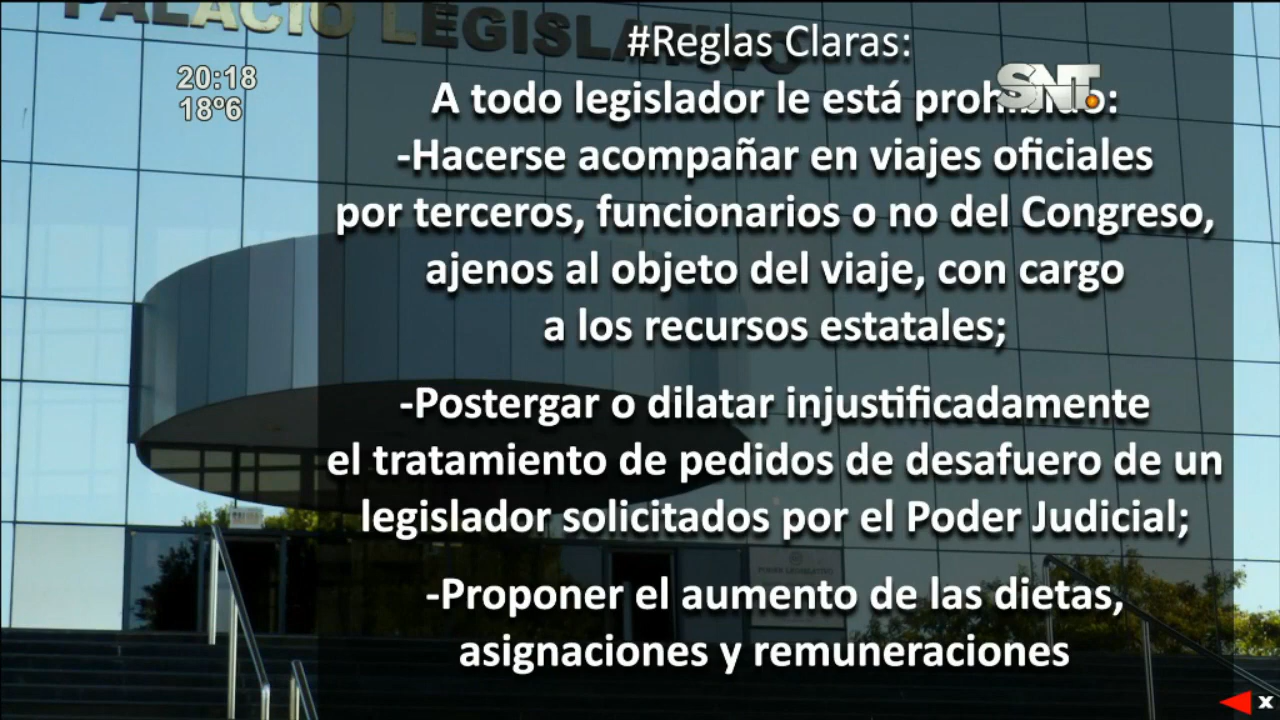 PALACIO LEGISLATIVO
#Reglas Claras:
20:18
18º6
SNT.
A todo legislador le está prohibido:
-Hacerse acompañar en viajes oficiales
por terceros, funcionarios o no del Congreso,
ajenos al objeto del viaje, con cargo
a los recursos estatales;
-Postergar o dilatar injustificadamente
el tratamiento de pedidos de desafuero de un
legislador solicitados por el Poder Judicial;
PODER LEGISLATIVO
-Proponer el aumento de las dietas,
asignaciones y remuneraciones
x